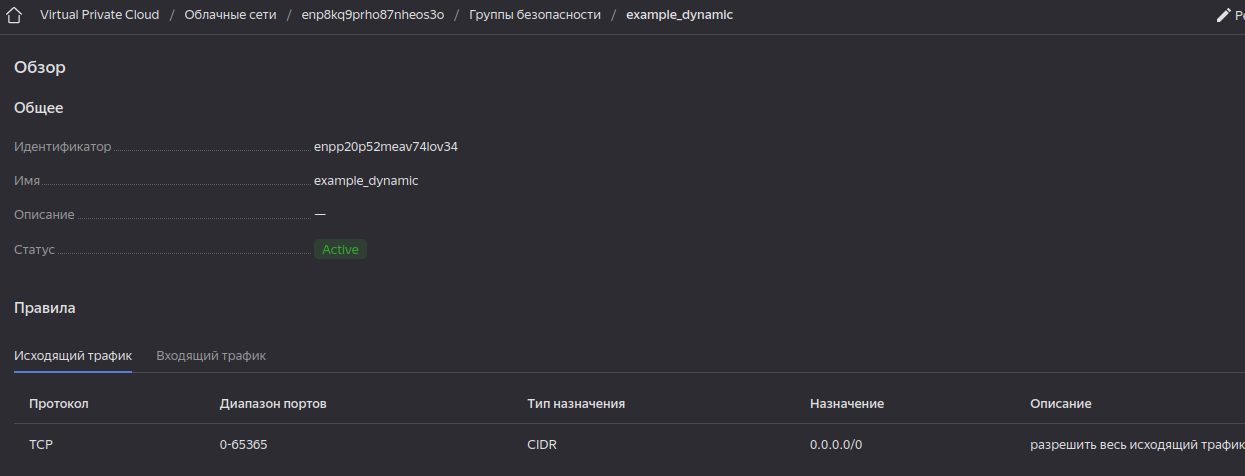 Virtual Private Cloud / Облачные сети / enp8kq9prho87nheos3o / Группы безопасности / example_dynamic
Обзор
Общее
Идентификатор enpp20p52meav74lov34
Имя example_dynamic
Описание —
Статус Active
Правила
Исходящий трафик Входящий трафик
Протокол Диапазон портов Тип назначения Назначение Описание
TCP 0-65365 CIDR 0.0.0.0/0 разрешить весь исходящий трафик